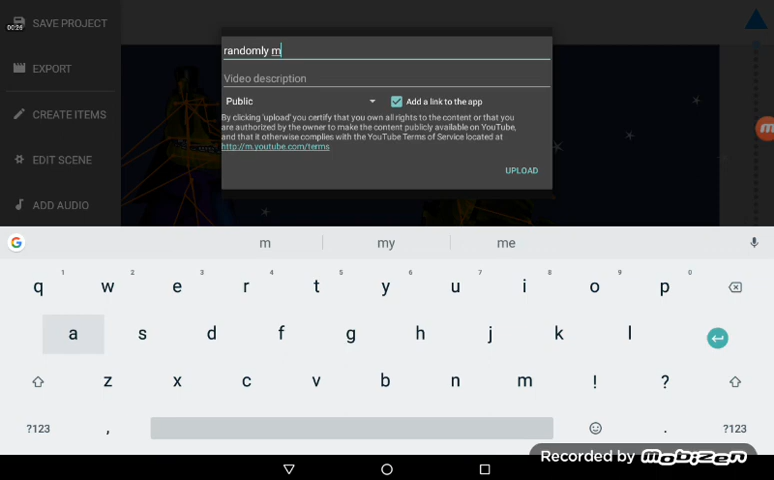 SAVE PROJECT
00:26
EXPORT
CREATE ITEMS
EDIT SCENE
ADD AUDIO
randomly m
Video description
Public
Add a link to the app
By clicking 'upload' you certify that you own all rights to the content or that you
are authorized by the owner to make the content publicly available on YouTube,
and that it otherwise complies with the YouTube Terms of Service located at
http://m.youtube.com/terms
UPLOAD
G m my me
1 2 3 4 5 6 7 8 9 0
q w e r t y u i o p
a s d f g h j k l
z x c v b n m ! ?
?123 , . ?123
Recorded by mobizen